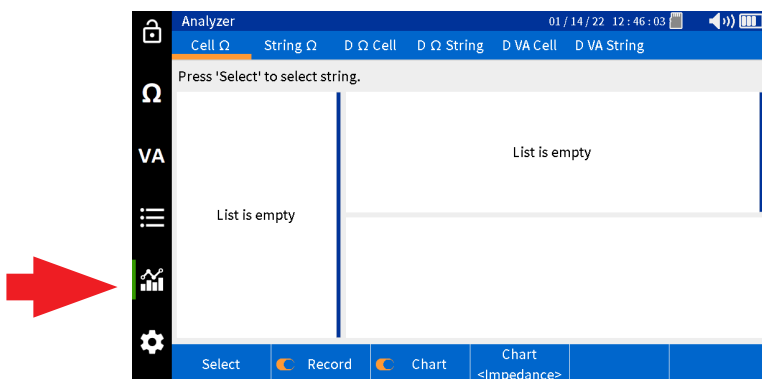 Analyzer 01/14/22 12:46:03
Cell Ω String Ω D Ω Cell D Ω String D VA Cell D VA String
Press 'Select' to select string.
Ω
VA
List is empty
List is empty
Select Record Chart Chart
<Impedance>